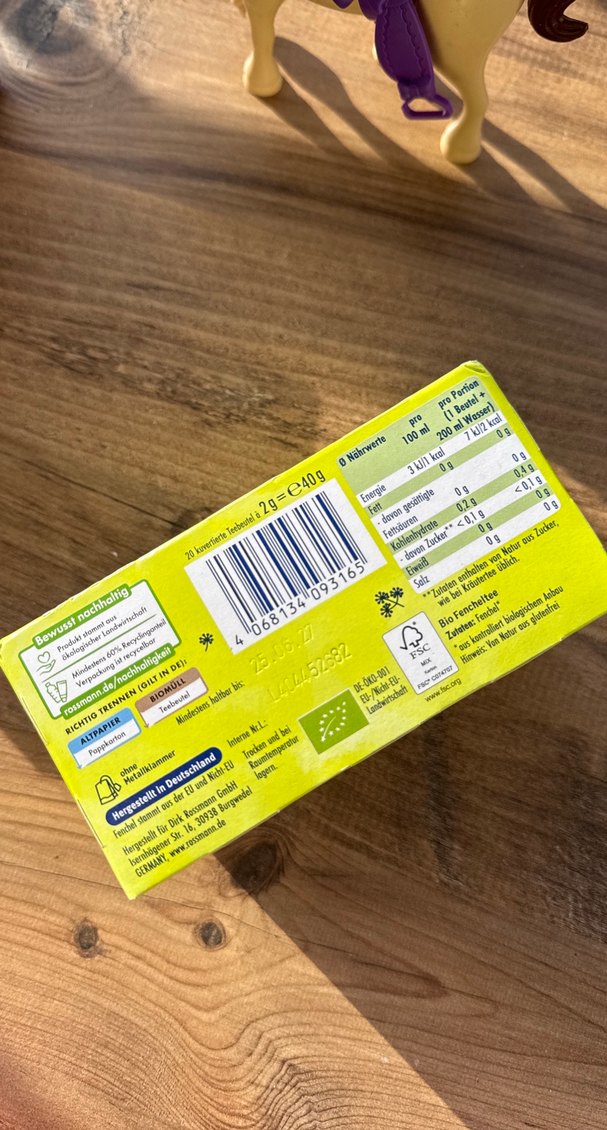 Bewusst nachhaltig
Produkt stammt aus
ökologischer Landwirtschaft
Mindestens 60% Recyclinganteil
Verpackung ist recycelbar
rossmann.de/nachhaltigkeit
RICHTIG TRENNEN (GILT IN DE):
ALTPAPIER
Pappkarton
BIOMÜLL
Teebeutel
ohne
Metallklammer
Hergestellt in Deutschland
Fenchel stammt aus der EU und Nicht-EU
Hergestellt für Dirk Rossmann GmbH
Isernhägener Str. 16, 30938 Burgwedel
GERMANY, www.rossmann.de
20 kuvertierte Teebeutel à 2g=℮40g
4 068134 093165
Mindestens haltbar bis:
25.06.27
Interne Nr.L:
L404452682
Trocken und bei
Raumtemperatur
lagern.
DE-ÖKO-001
EU-/Nicht-EU-
Landwirtschaft
FSC
MIX
www.fsc.org
Ø Nährwerte pro 100 ml pro Portion (1 Beutel + 200 ml Wasser)
Energie 3 kJ/1 kcal 7 kJ/2 kcal
Fett 0 g 0 g
- davon gesättigte
Fettsäuren 0 g 0 g
Kohlenhydrate 0,2 g 0,4 g
- davon Zucker** <0,1 g <0,1 g
Eiweiß 0 g 0 g
Salz 0 g 0 g
**Zutaten enthalten von Natur aus Zucker,
wie bei Kräutertee üblich.
Bio Fencheltee
Zutaten: Fenchel*
* aus kontrolliert biologischem Anbau
Hinweis: Von Natur aus glutenfrei